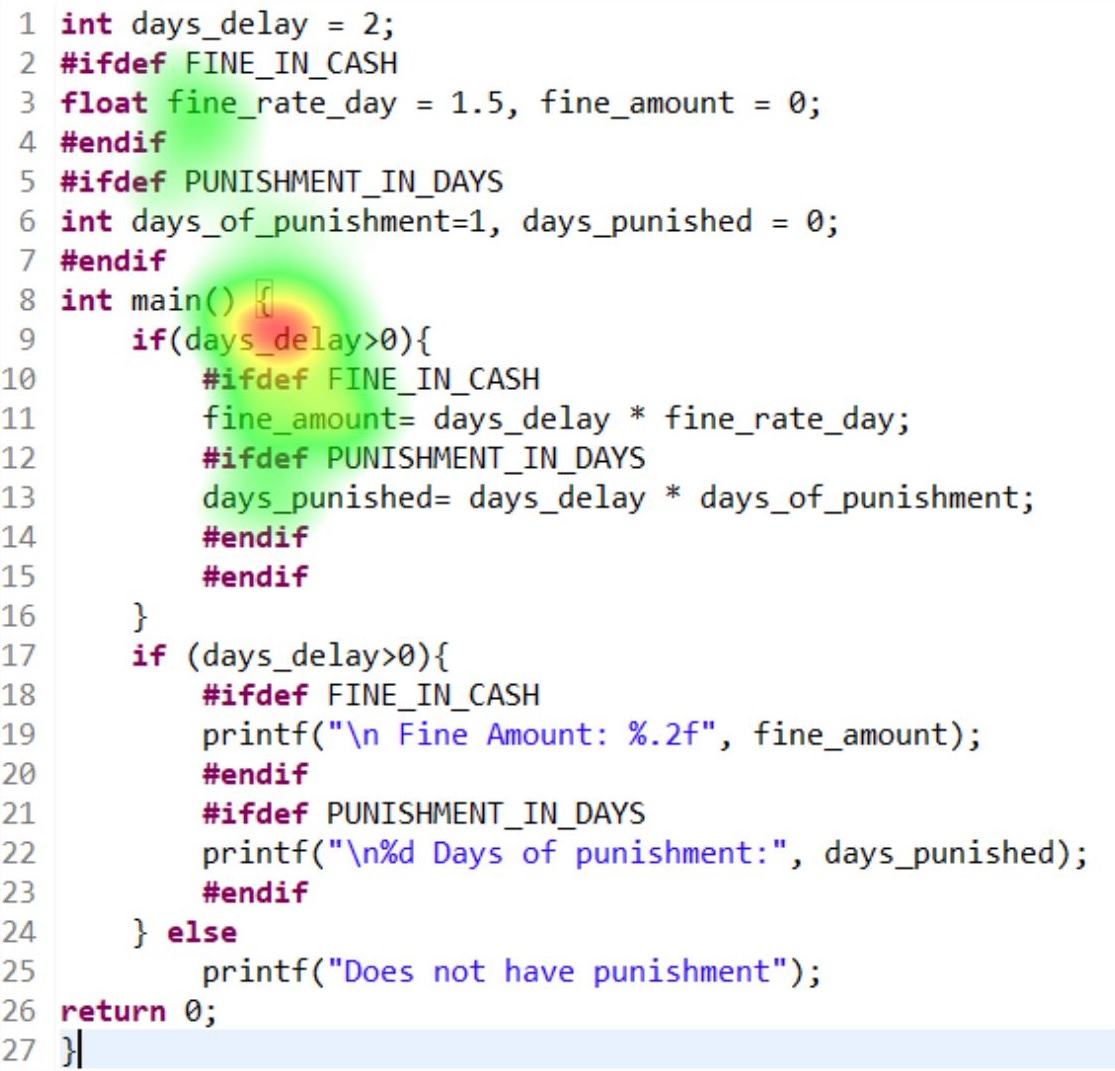 1 int days_delay = 2;
2 #ifdef FINE_IN_CASH
3 float fine_rate_day = 1.5, fine_amount = 0;
4 #endif
5 #ifdef PUNISHMENT_IN_DAYS
6 int days_of_punishment=1, days_punished = 0;
7 #endif
8 int main() {
9     if(days_delay>0){
10         #ifdef FINE_IN_CASH
11         fine_amount= days_delay * fine_rate_day;
12         #ifdef PUNISHMENT_IN_DAYS
13         days_punished= days_delay * days_of_punishment;
14         #endif
15         #endif
16     }
17     if (days_delay>0){
18         #ifdef FINE_IN_CASH
19         printf("\n Fine Amount: %.2f", fine_amount);
20         #endif
21         #ifdef PUNISHMENT_IN_DAYS
22         printf("\n%d Days of punishment:", days_punished);
23         #endif
24     } else
25         printf("Does not have punishment");
26 return 0;
27 }